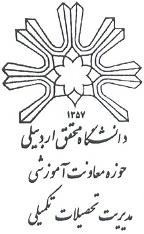 ۱۳۵۷
دانشگاه محقق اردبیلی
حوزه معاونت آموزشی
مدیریت تحصیلات تکمیلی